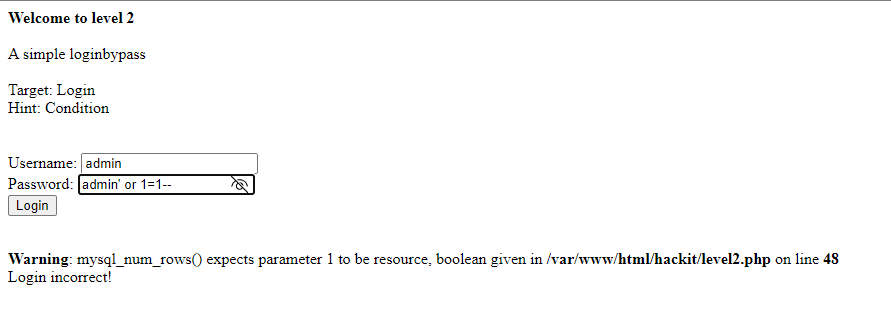 Welcome to level 2
A simple loginbypass
Target: Login
Hint: Condition
Username: admin
Password: admin' or 1=1--
Login
Warning: mysql_num_rows() expects parameter 1 to be resource, boolean given in /var/www/html/hackit/level2.php on line 48
Login incorrect!